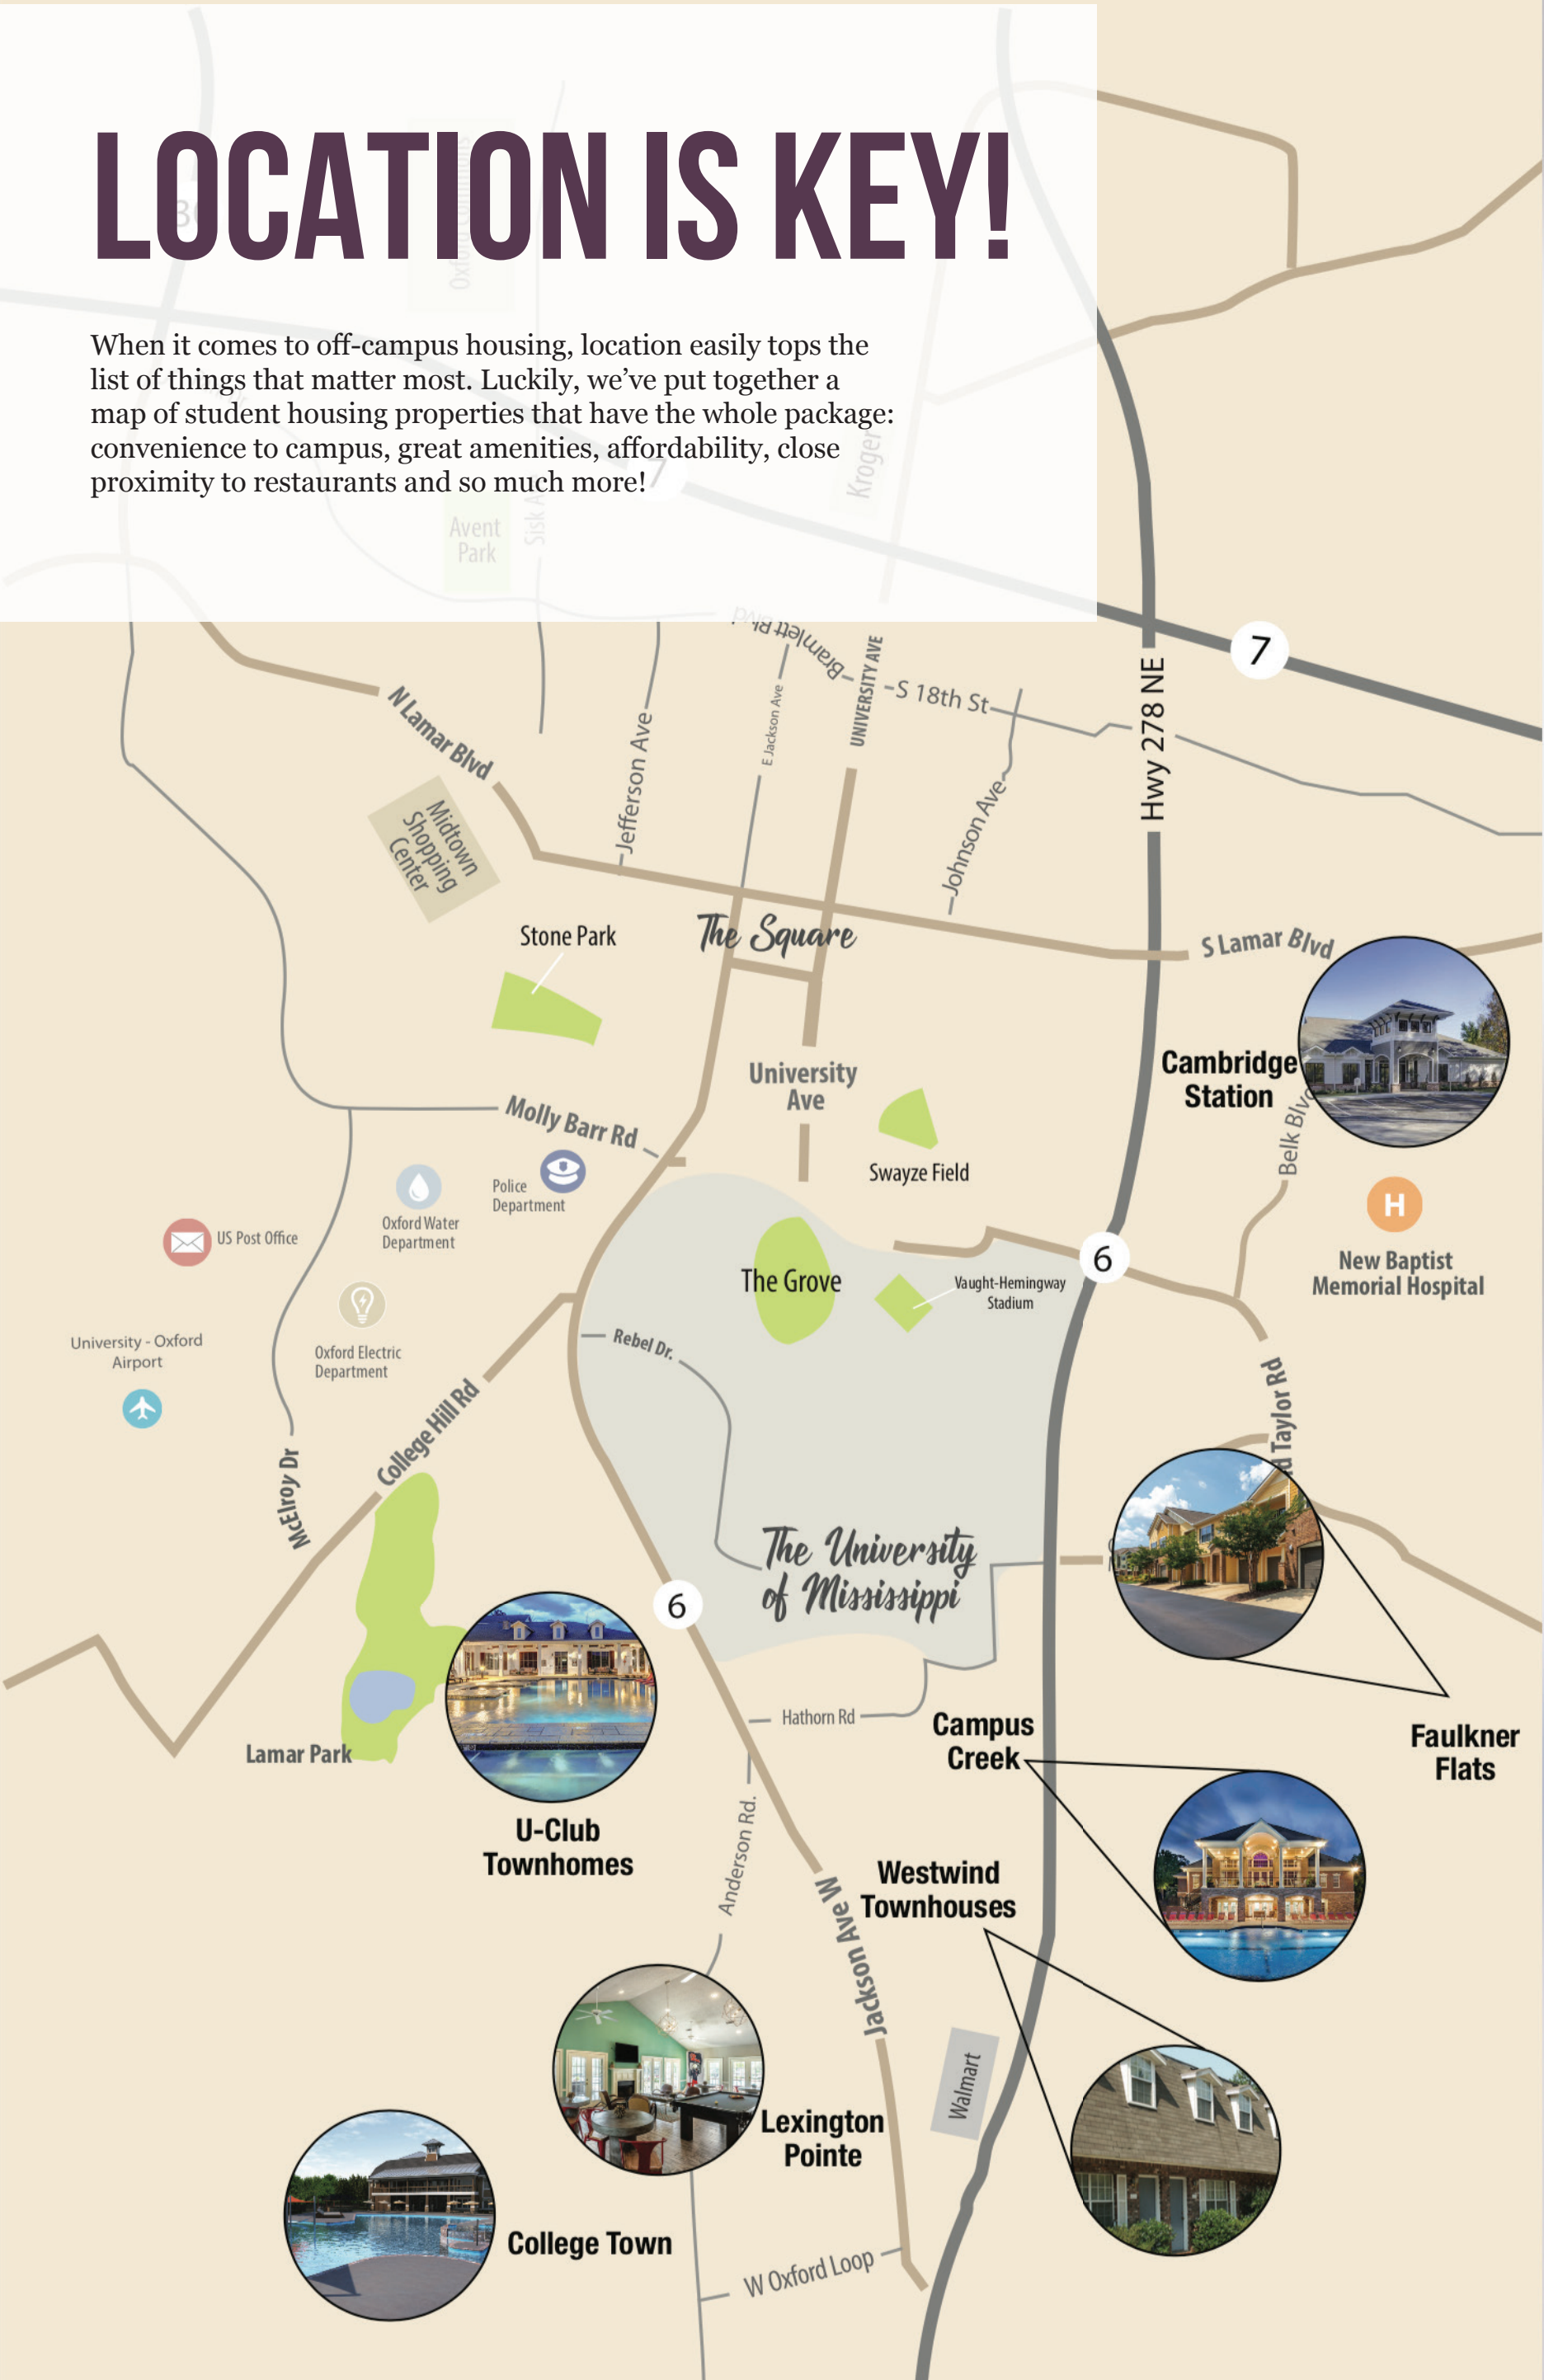 LOCATION IS KEY!
When it comes to off-campus housing, location easily tops the
list of things that matter most. Luckily, we’ve put together a
map of student housing properties that have the whole package:
convenience to campus, great amenities, affordability, close
proximity to restaurants and so much more!
Oxford Commons
Kroger
7
Avent
Park
Sisk A
Bramlett Blvd
UNIVERSITY AVE
S 18th St
7
Hwy 278 NE
N Lamar Blvd
Jefferson Ave
E Jackson Ave
Johnson Ave
Midtown
Shopping
Center
Stone Park
The Square
S Lamar Blvd
Cambridge
Station
University
Ave
Molly Barr Rd
Belk Blvd
Swayze Field
Police
Department
Oxford Water
Department
US Post Office
H
New Baptist
Memorial Hospital
6
The Grove
Vaught-Hemingway
Stadium
University - Oxford
Airport
Oxford Electric
Department
Rebel Dr.
College Hill Rd
McElroy Dr
Taylor Rd
The University
of Mississippi
6
Lamar Park
Hathorn Rd
Campus
Creek
Faulkner
Flats
U-Club
Townhomes
Anderson Rd.
Westwind
Townhouses
Jackson Ave W
Walmart
Lexington
Pointe
College Town
W Oxford Loop